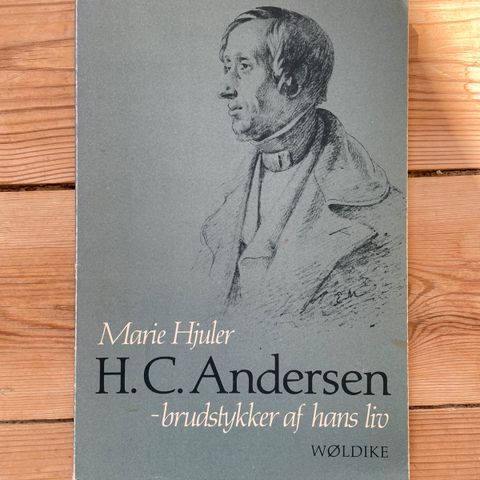 Marie Hjuler
H. C. Andersen
-brudstykker af hans liv
WØLDIKE